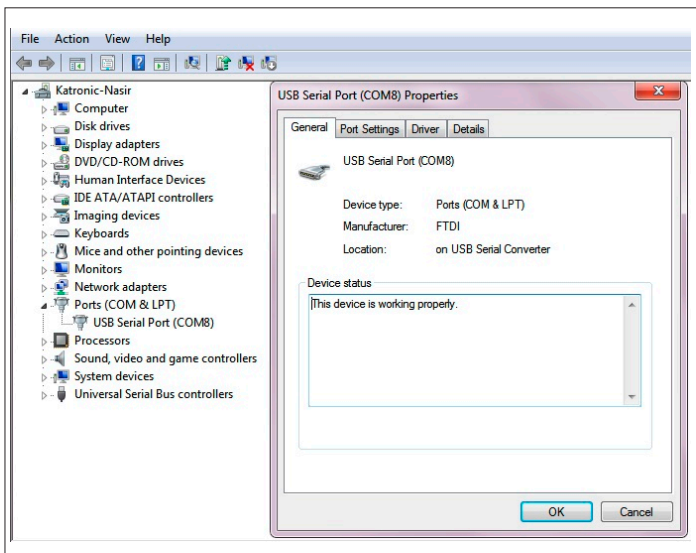 File Action View Help
Katronic-Nasir
Computer
Disk drives
Display adapters
DVD/CD-ROM drives
Human Interface Devices
IDE ATA/ATAPI controllers
Imaging devices
Keyboards
Mice and other pointing devices
Monitors
Network adapters
Ports (COM & LPT)
USB Serial Port (COM8)
Processors
Sound, video and game controllers
System devices
Universal Serial Bus controllers
USB Serial Port (COM8) Properties
General Port Settings Driver Details
USB Serial Port (COM8)
Device type: Ports (COM & LPT)
Manufacturer: FTDI
Location: on USB Serial Converter
Device status
This device is working properly.
OK Cancel